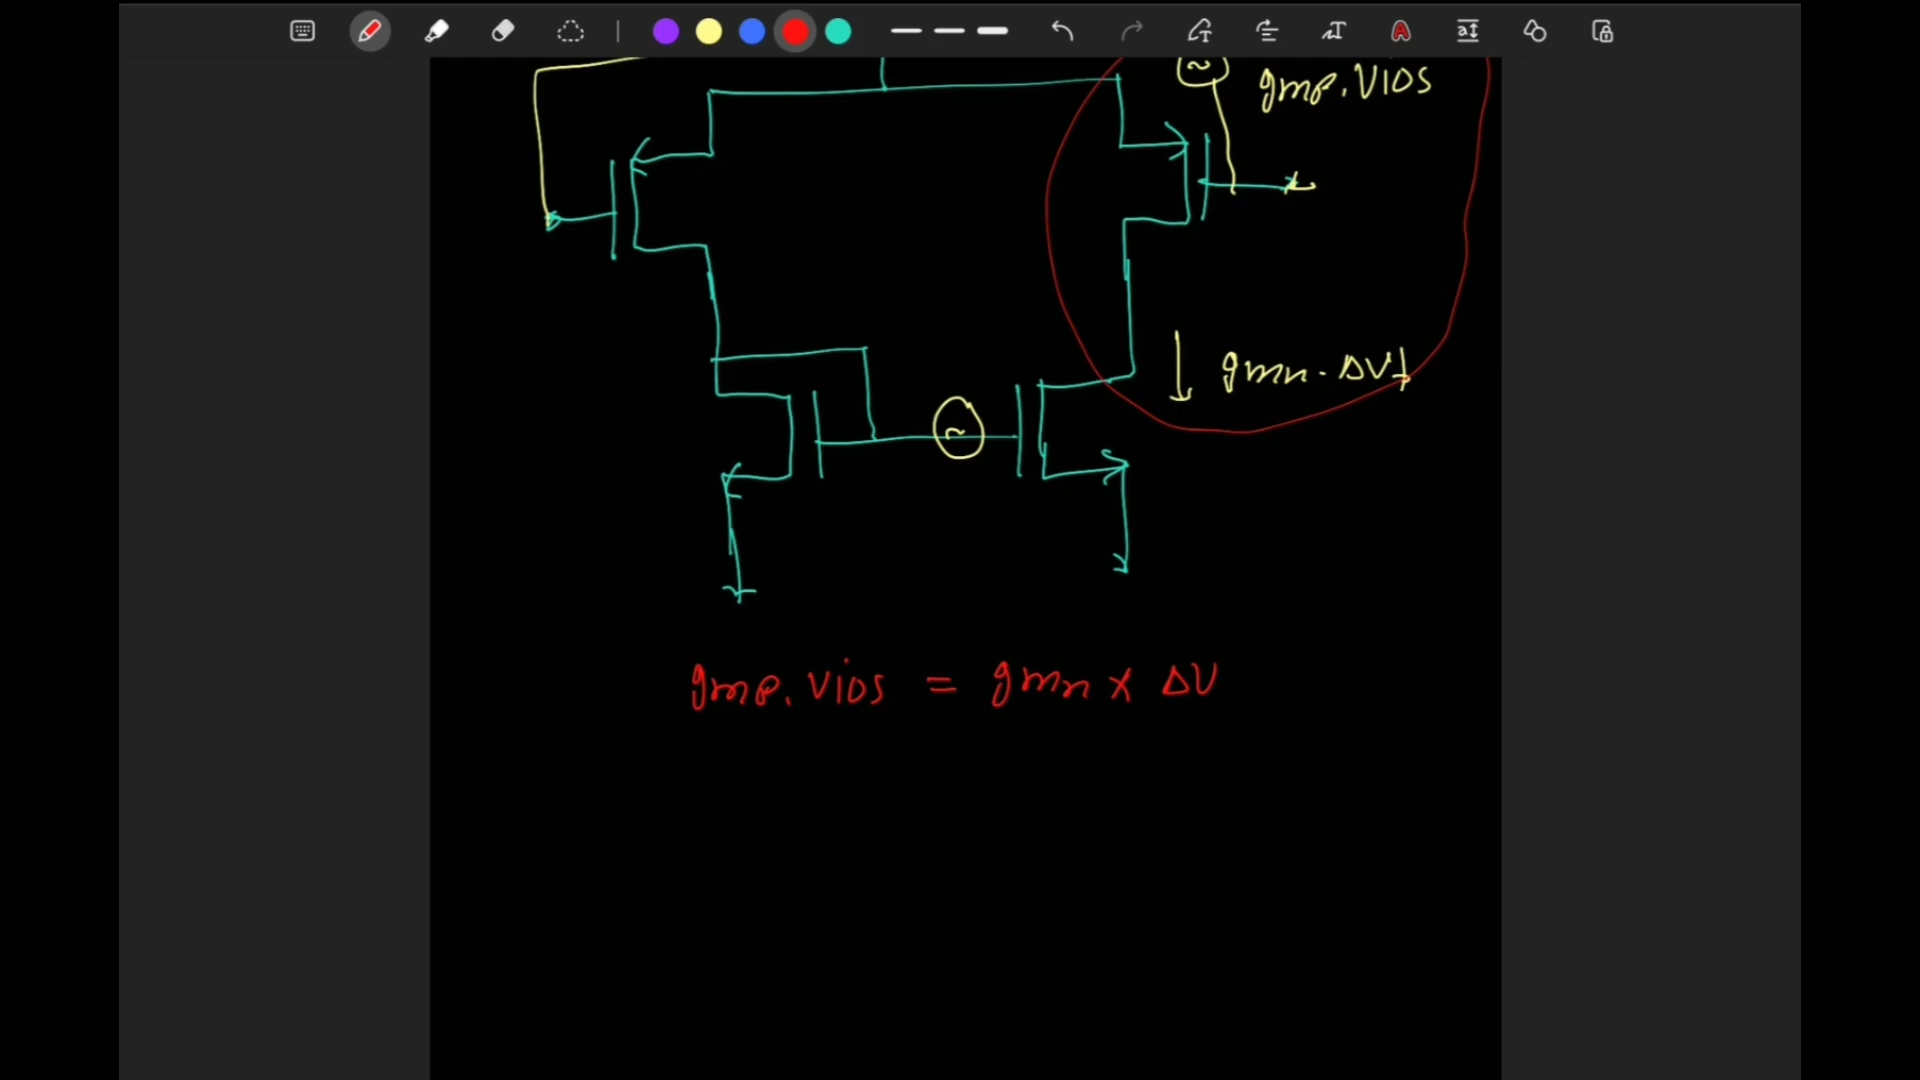 gmp.VIOS
gmn.ΔVt
gmp.VIOS = gmn x ΔV